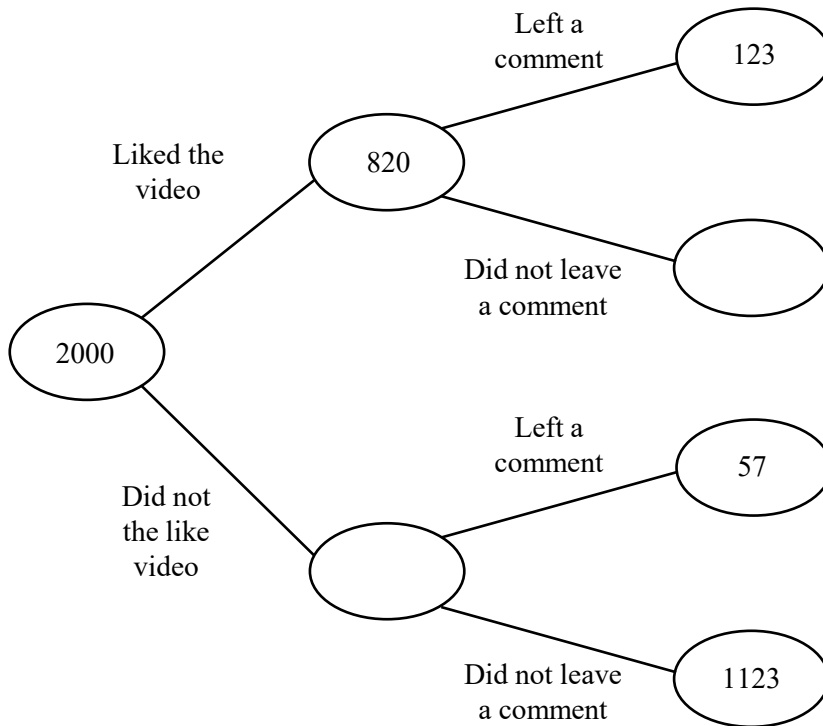 Left a
comment
123
Liked the
video
820
Did not leave
a comment
2000
Left a
comment
57
Did not
the like
video
Did not leave
a comment
1123